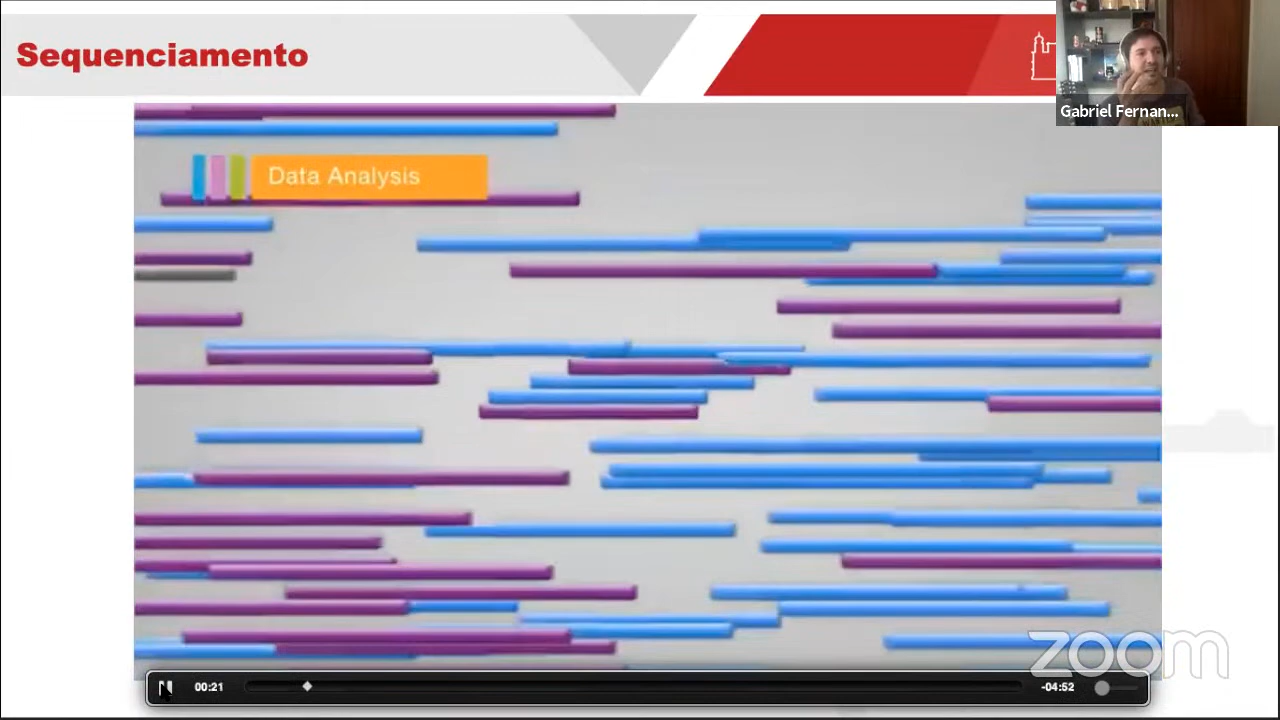 Sequenciamento
Gabriel Fernan...
Data Analysis
00:21
-04:52
zoom